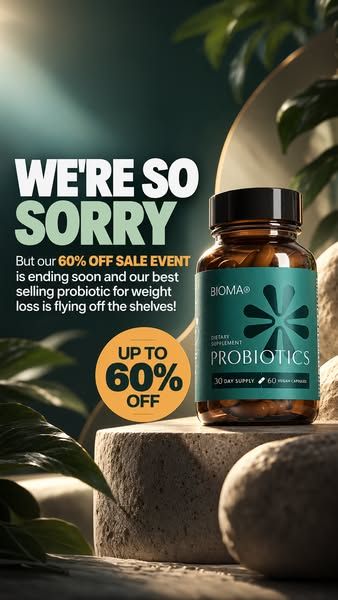 WE'RE SO
SORRY
But our 60% OFF SALE EVENT
is ending soon and our best
selling probiotic for weight
loss is flying off the shelves!
UP TO
60%
OFF
BIOMA®
DIETARY
SUPPLEMENT
PROBIOTICS
30 DAY SUPPLY 60 VEGAN CAPSULES